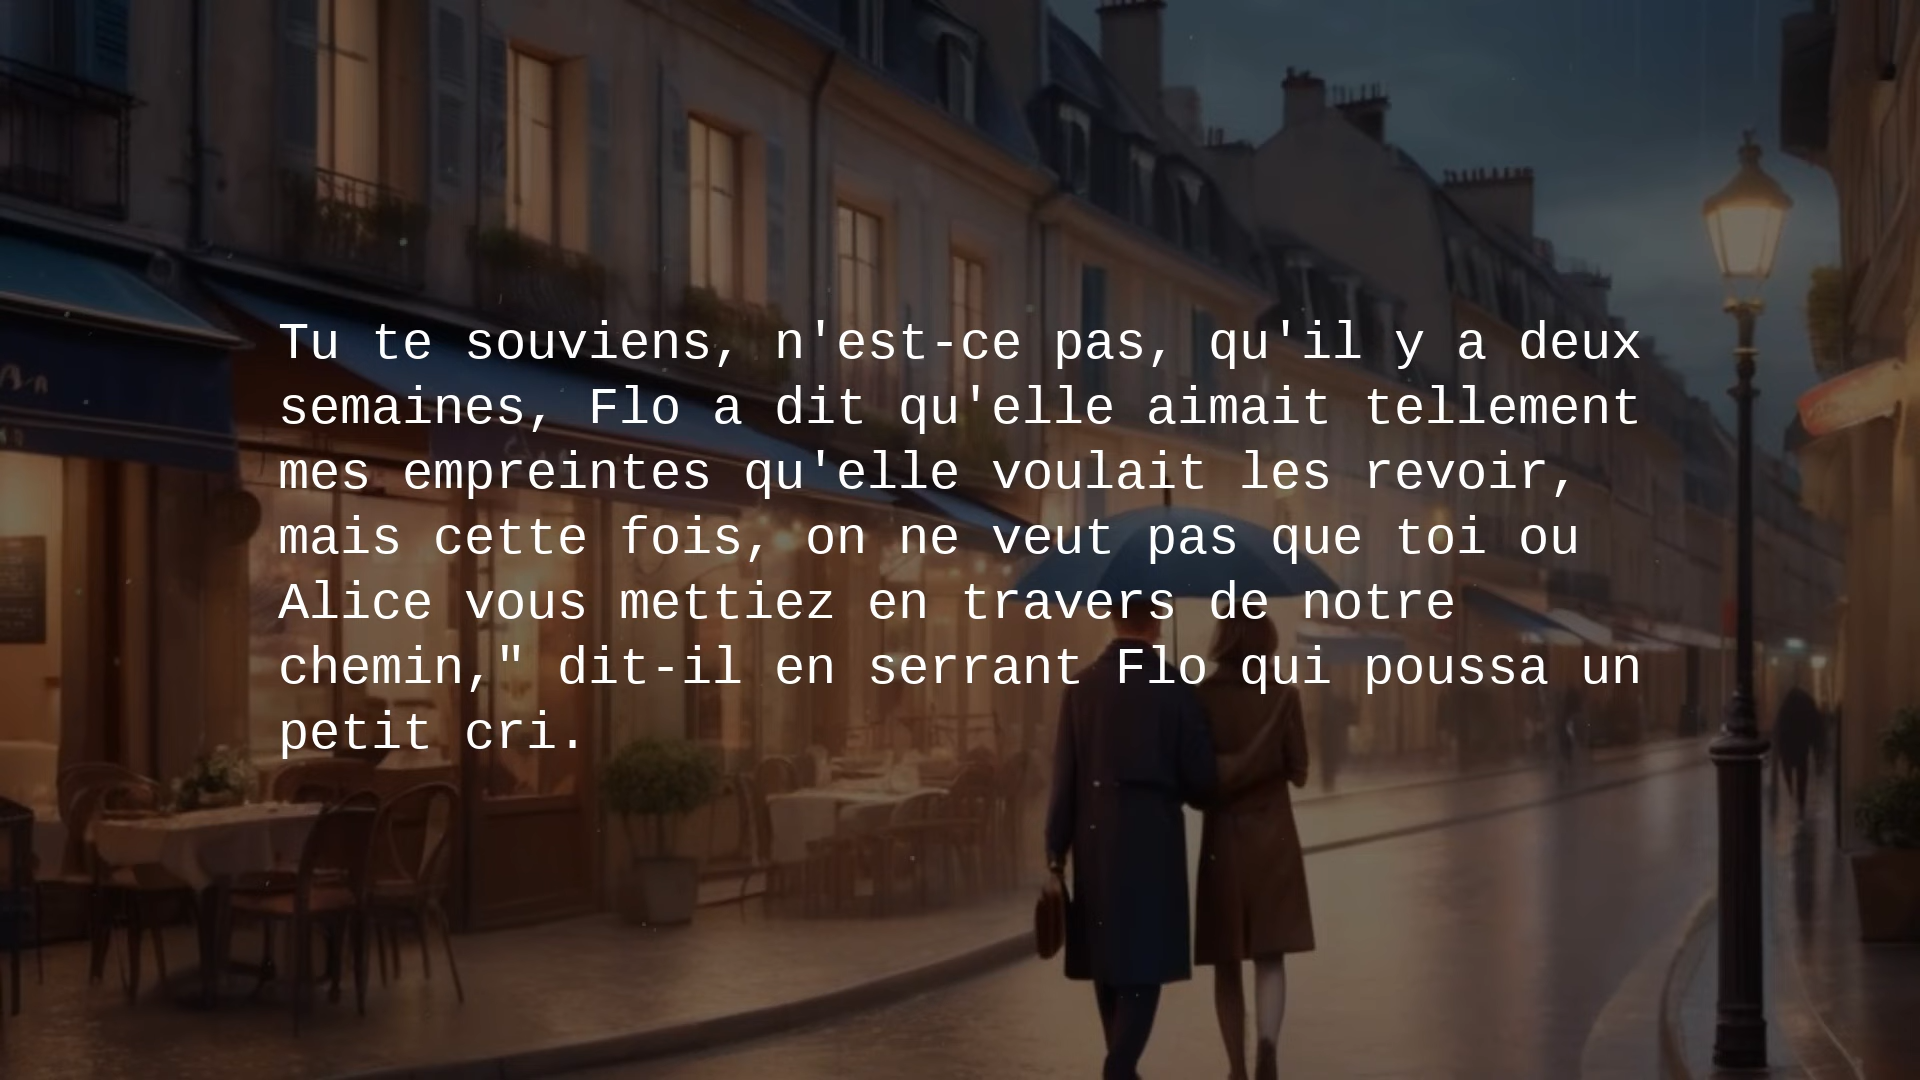 Tu te souviens, n'est-ce pas, qu'il y a deux
semaines, Flo a dit qu'elle aimait tellement
mes empreintes qu'elle voulait les revoir,
mais cette fois, on ne veut pas que toi ou
Alice vous mettiez en travers de notre
chemin," dit-il en serrant Flo qui poussa un
petit cri.